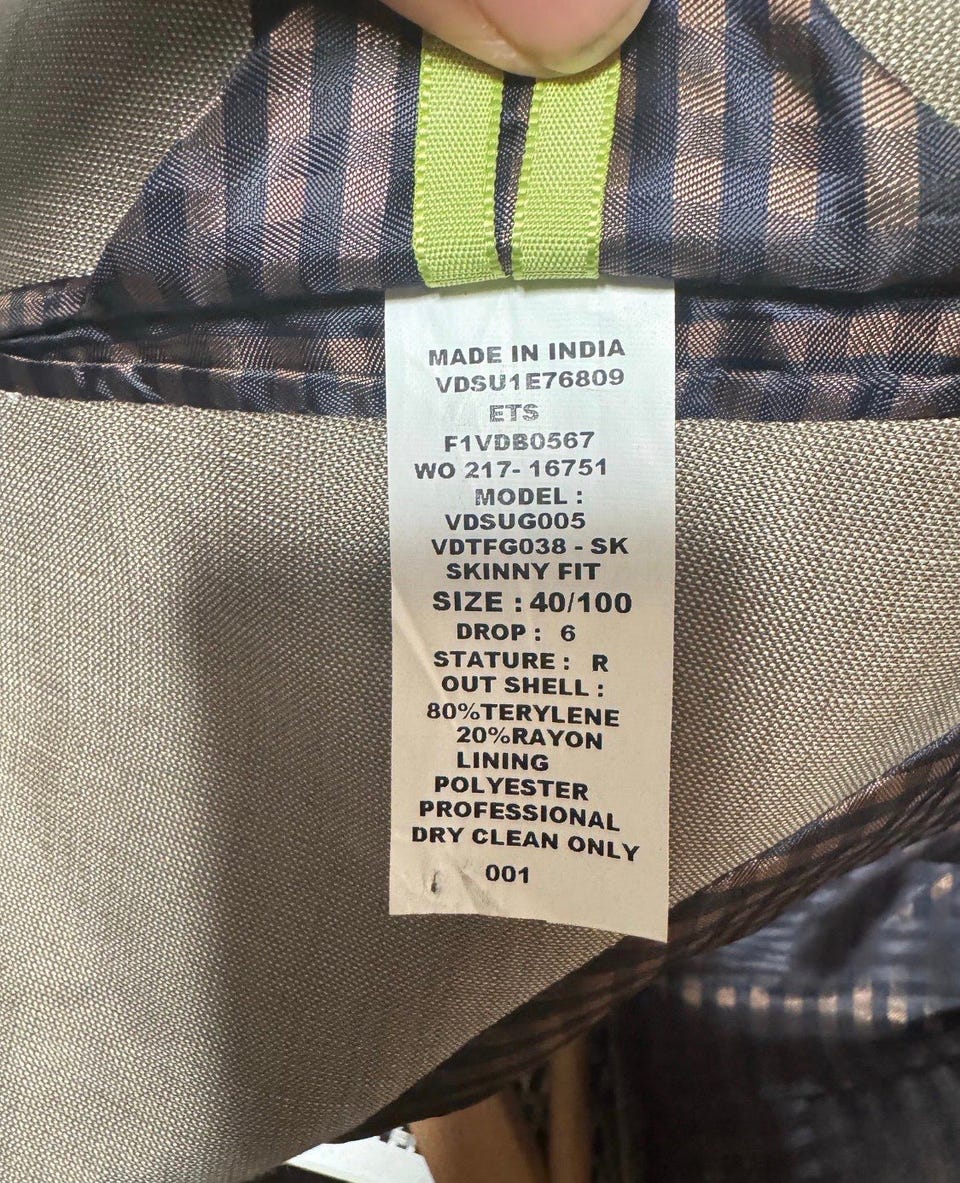 MADE IN INDIA
VDSU1E76809
ETS
F1VDB0567
WO 217- 16751
MODEL :
VDSUG005
VDTFG038 - SK
SKINNY FIT
SIZE : 40/100
DROP : 6
STATURE : R
OUT SHELL :
80%TERYLENE
20%RAYON
LINING
POLYESTER
PROFESSIONAL
DRY CLEAN ONLY
001